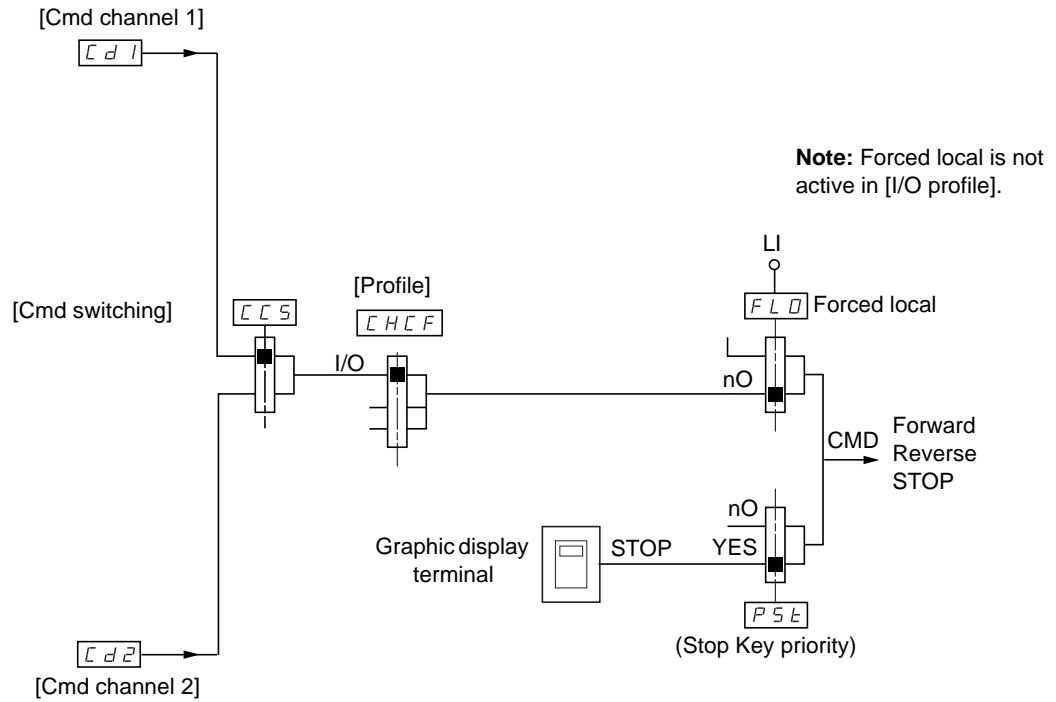 [Cmd channel 1]
Cd1
Note: Forced local is not
active in [I/O profile].
LI
[Profile]
[Cmd switching]
CCS
CHCF
FLO
Forced local
I/O
nO
CMD
Forward
Reverse
STOP
nO
Graphic display
terminal
STOP
YES
PSt
(Stop Key priority)
Cd2
[Cmd channel 2]